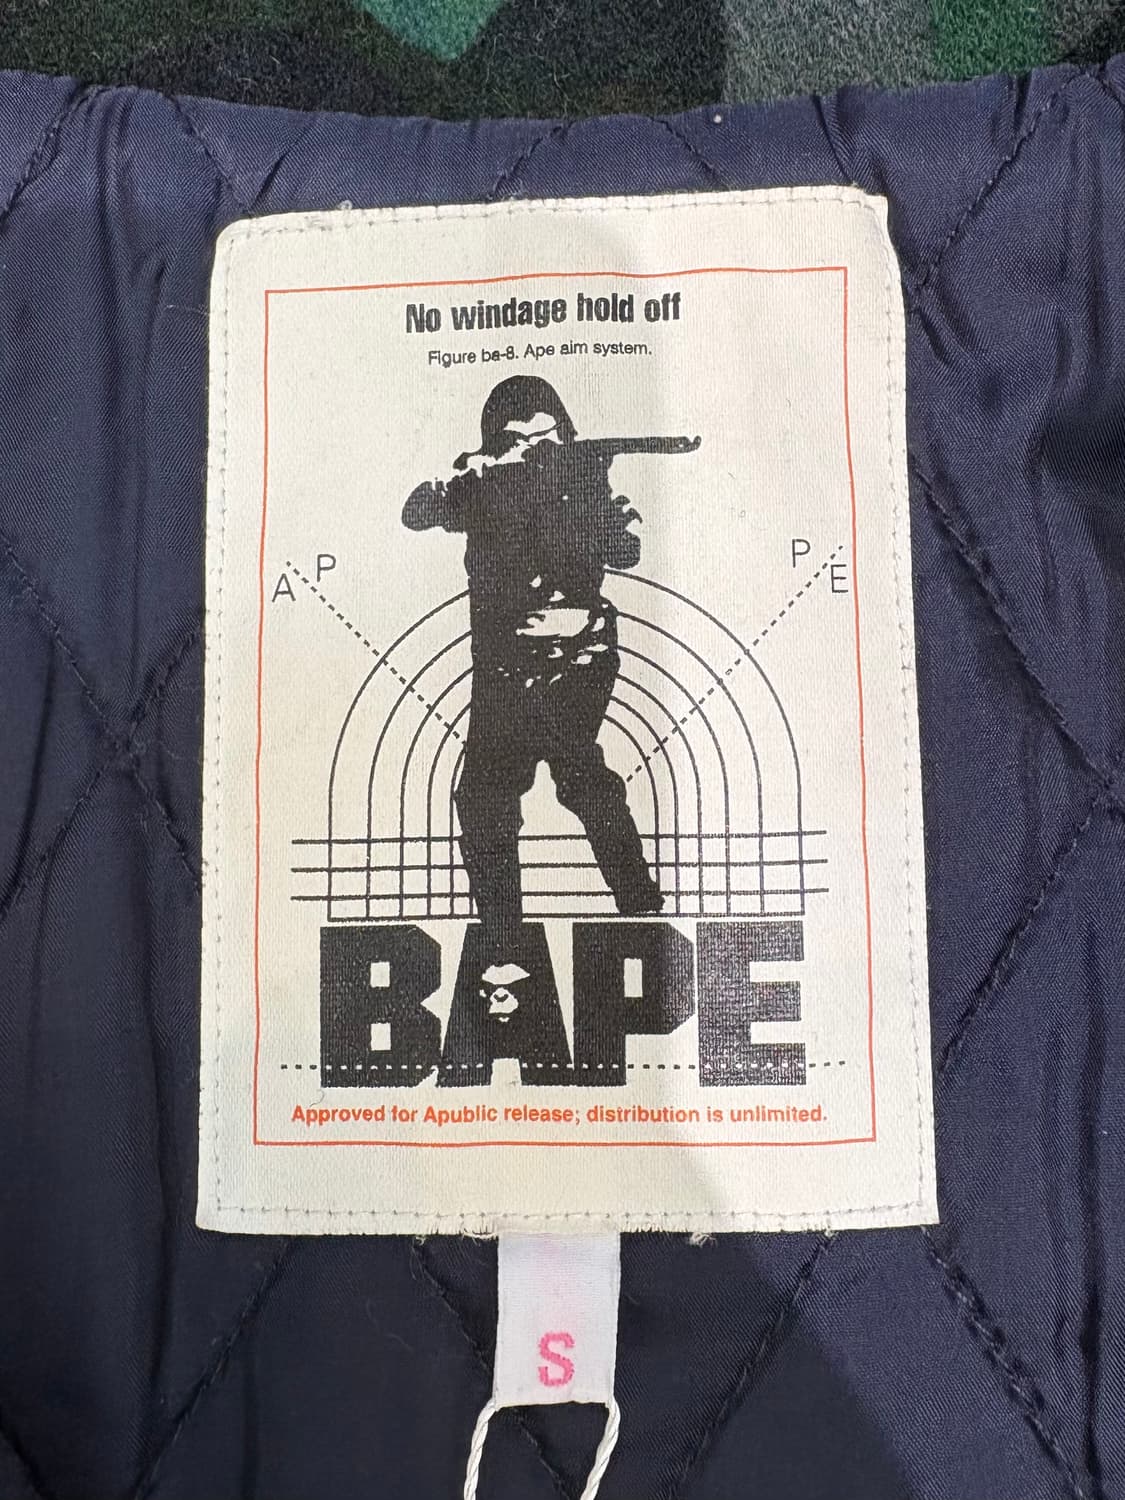 No windage hold off
Figure ba-8. Ape aim system.
A P
P E
BAPE
Approved for Apublic release; distribution is unlimited.
S